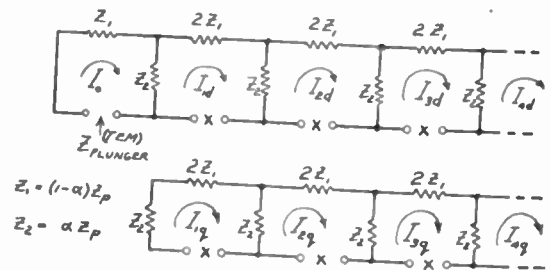 Z₁ 2Z₁ 2Z₁ 2Z₁
I₀ Z₂ I₁d Z₂ I₂d Z₂ I₃d Z₂ I₄d
X X X
Z PLUNGER (TEM)
2Z₁ 2Z₁ 2Z₁
Z₁ = (1-α)Zp
Z₂ I₁q Z₂ I₂q Z₂ I₃q Z₂ I₄q
Z₂ = αZp
X X X